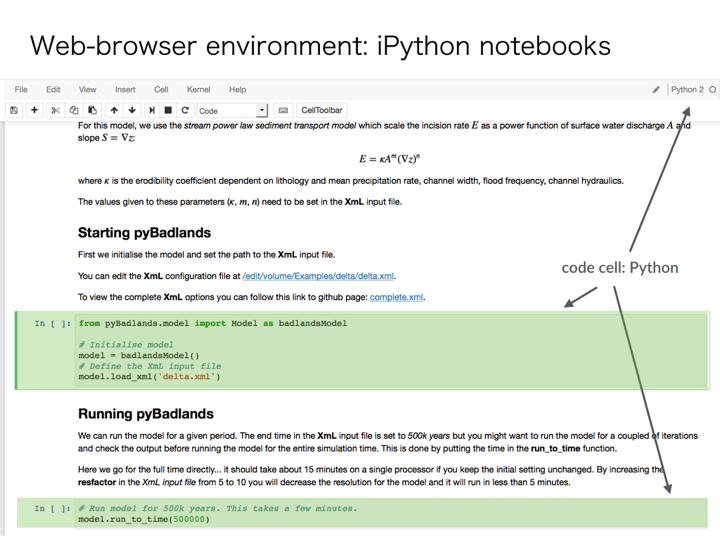 Web-browser environment: iPython notebooks
File Edit View Insert Cell Kernel Help Python 2
Code CellToolbar
For this model, we use the stream power law sediment transport model which scale the incision rate E as a power function of surface water discharge A and
slope S = ∇z:
E = κA^m(∇z)^n
where κ is the erodibility coefficient dependent on lithology and mean precipitation rate, channel width, flood frequency, channel hydraulics.
The values given to these parameters (κ, m, n) need to be set in the XmL input file.
Starting pyBadlands
First we initialise the model and set the path to the XmL input file.
You can edit the XmL configuration file at /edit/volume/Examples/delta/delta.xml.
To view the complete XmL options you can follow this link to github page: complete.xml.
code cell: Python
In [ ]: from pyBadlands.model import Model as badlandsModel
# Initialise model
model = badlandsModel()
# Define the XmL input file
model.load_xml('delta.xml')
Running pyBadlands
We can run the model for a given period. The end time in the XmL input file is set to 500k years but you might want to run the model for a coupled of iterations
and check the output before running the model for the entire simulation time. This is done by putting the time in the run_to_time function.
Here we go for the full time directly... it should take about 15 minutes on a single processor if you keep the initial setting unchanged. By increasing the
resfactor in the XmL input file from 5 to 10 you will decrease the resolution for the model and it will run in less than 5 minutes.
In [ ]: # Run model for 500k years. This takes a few minutes.
model.run_to_time(500000)